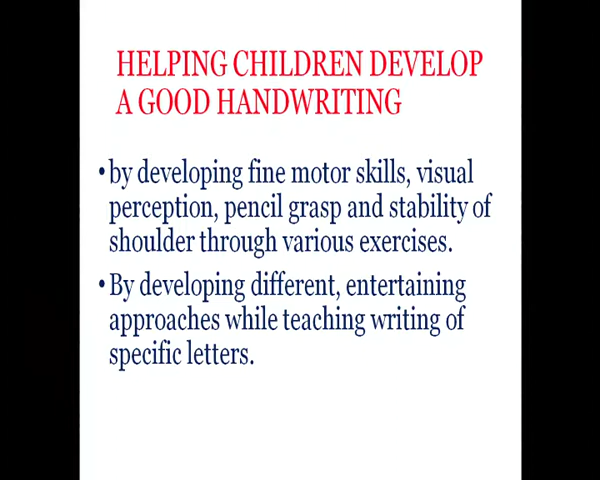 HELPING CHILDREN DEVELOP
A GOOD HANDWRITING
•by developing fine motor skills, visual
perception, pencil grasp and stability of
shoulder through various exercises.
•By developing different, entertaining
approaches while teaching writing of
specific letters.